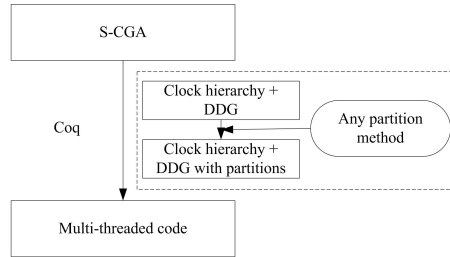 S-CGA
Clock hierarchy +
DDG
Any partition
method
Coq
Clock hierarchy +
DDG with partitions
Multi-threaded code